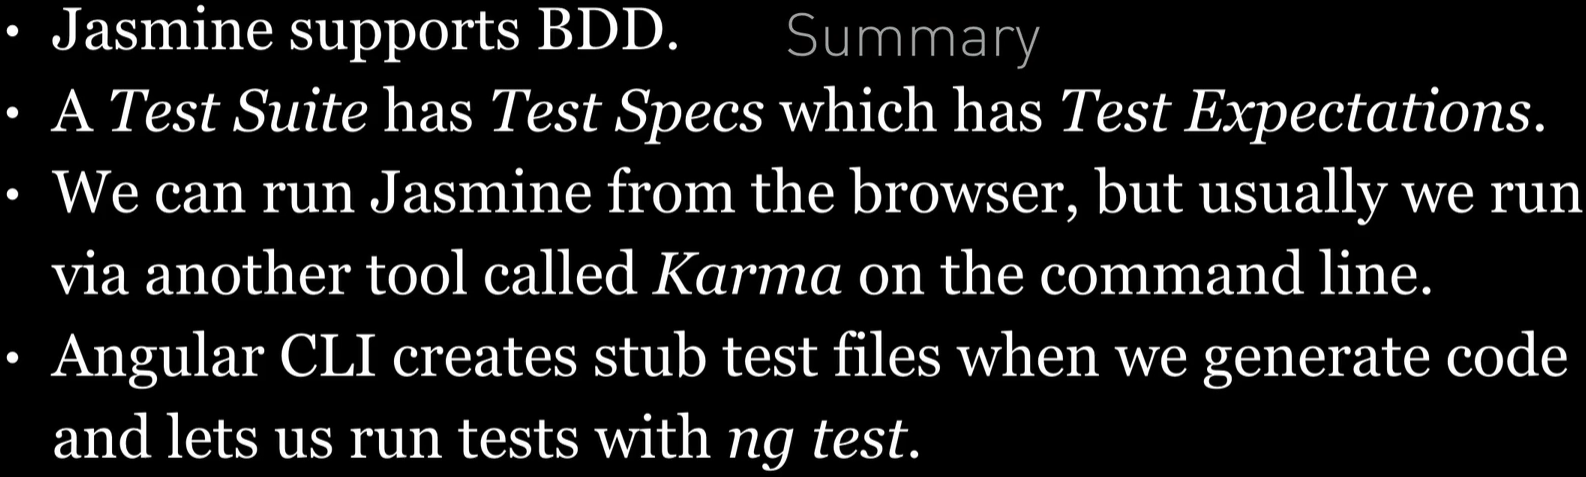 Summary
• Jasmine supports BDD.
• A Test Suite has Test Specs which has Test Expectations.
• We can run Jasmine from the browser, but usually we run
via another tool called Karma on the command line.
• Angular CLI creates stub test files when we generate code
and lets us run tests with ng test.